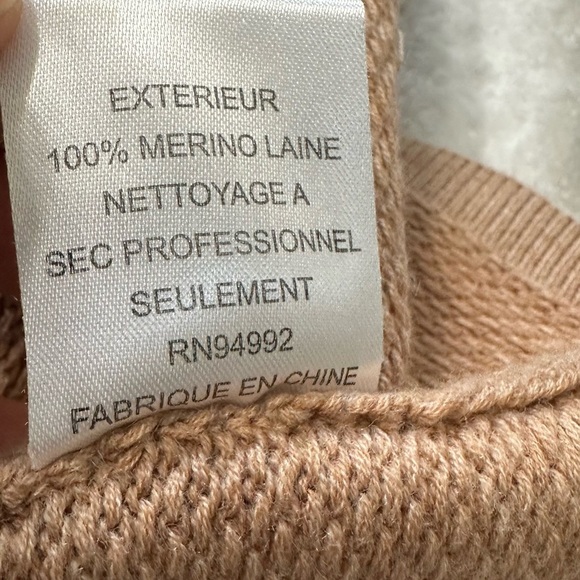 EXTERIEUR
100% MERINO LAINE
NETTOYAGE A
SEC PROFESSIONNEL
SEULEMENT
RN94992
FABRIQUE EN CHINE